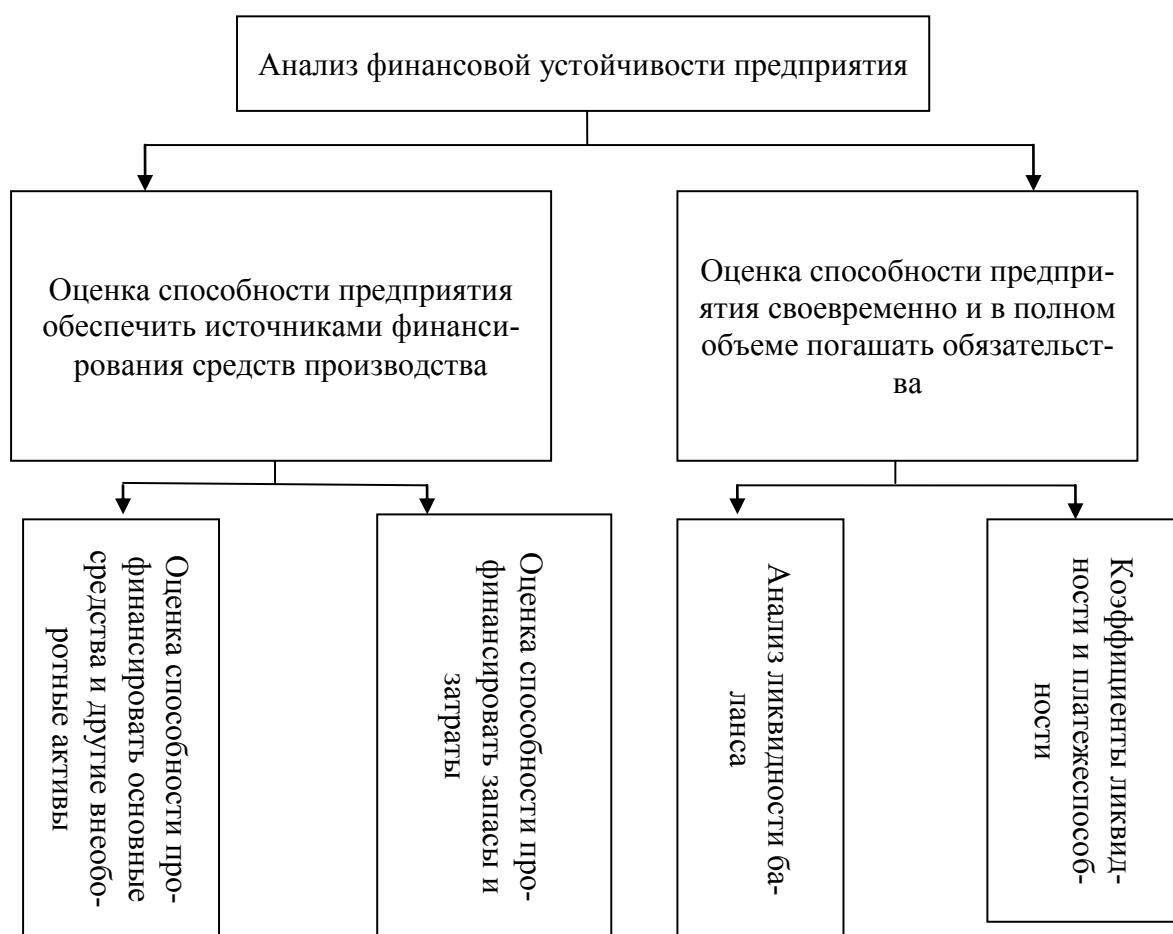 Анализ финансовой устойчивости предприятия
Оценка способности предприятия
обеспечить источниками финанси-
рования средств производства
Оценка способности предпри-
ятия своевременно и в полном
объеме погашать обязательст-
ва
Оценка способности про-
финансировать основные
средства и другие внеобо-
ротные активы
Оценка способности про-
финансировать запасы и
затраты
Анализ ликвидности ба-
ланса
Коэффициенты ликвид-
ности и платежеспособ-
ности